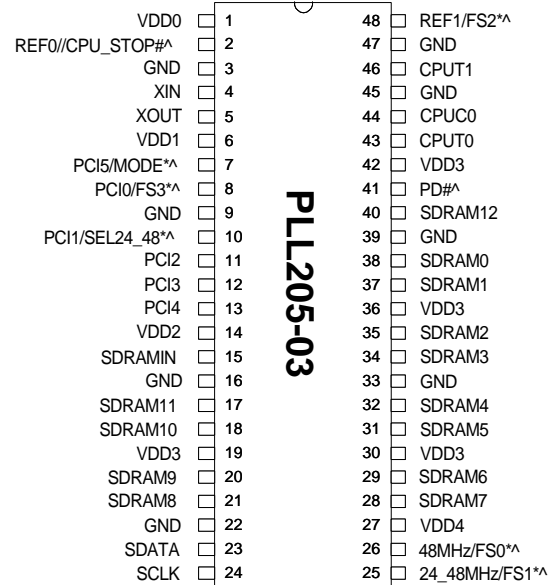 VDD0 1 48 REF1/FS2*^
REF0//CPU_STOP#^ 2 47 GND
GND 3 46 CPUT1
XIN 4 45 GND
XOUT 5 44 CPUC0
VDD1 6 43 CPUT0
PCI5/MODE*^ 7 42 VDD3
PCI0/FS3*^ 8 41 PD#^
GND 9 40 SDRAM12
PCI1/SEL24_48*^ 10 39 GND
PCI2 11 38 SDRAM0
PCI3 12 37 SDRAM1
PCI4 13 36 VDD3
VDD2 14 35 SDRAM2
SDRAMIN 15 34 SDRAM3
GND 16 33 GND
SDRAM11 17 32 SDRAM4
SDRAM10 18 31 SDRAM5
VDD3 19 30 VDD3
SDRAM9 20 29 SDRAM6
SDRAM8 21 28 SDRAM7
GND 22 27 VDD4
SDATA 23 26 48MHz/FS0*^
SCLK 24 25 24_48MHz/FS1*^
PLL205-03